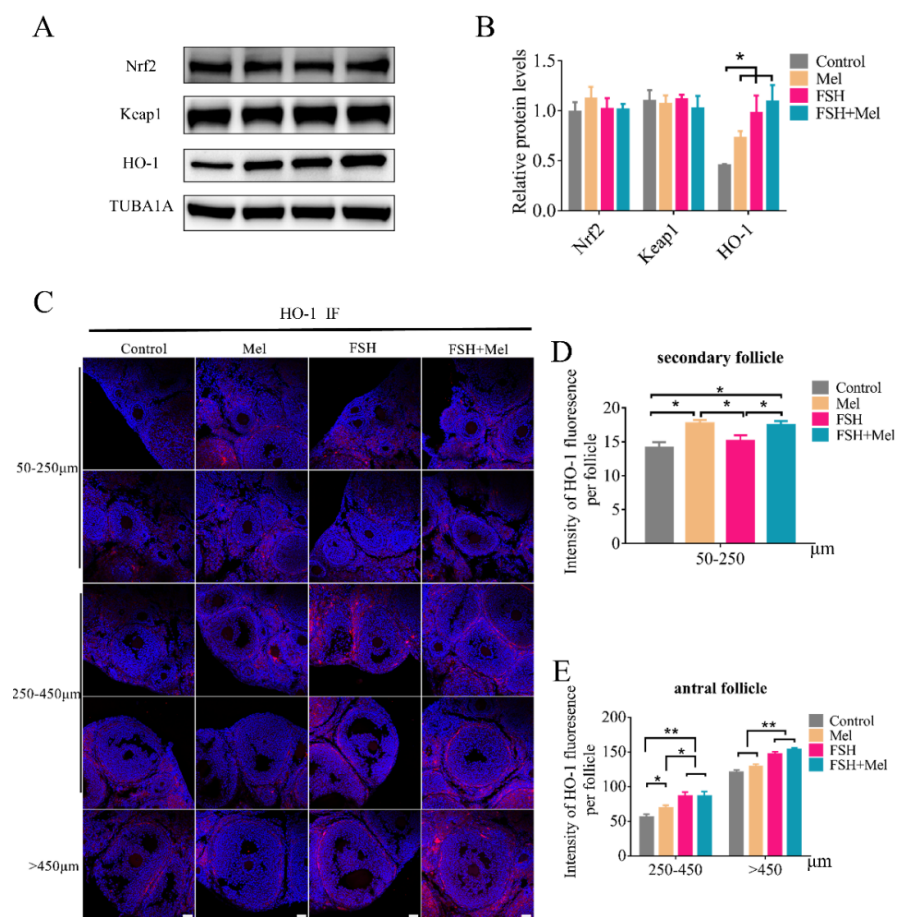 A
Nrf2
Kcap1
HO-1
TUBA1A
B
Relative protein levels
1.5
1.0
0.5
0.0
Nrf2
Keap1
HO-1
*
Control
Mel
FSH
FSH+Mel
C
HO-1 IF
Control
Mel
FSH
FSH+Mel
50-250μm
250-450μm
>450μm
D
secondary follicle
Intensity of HO-1 fluoresence
per follicle
20
15
10
5
0
*
* * *
50-250
μm
Control
Mel
FSH
FSH+Mel
E
antral follicle
Intensity of HO-1 fluoresence
per follicle
200
150
100
50
0
**
*
*
**
250-450
>450
μm
Control
Mel
FSH
FSH+Mel